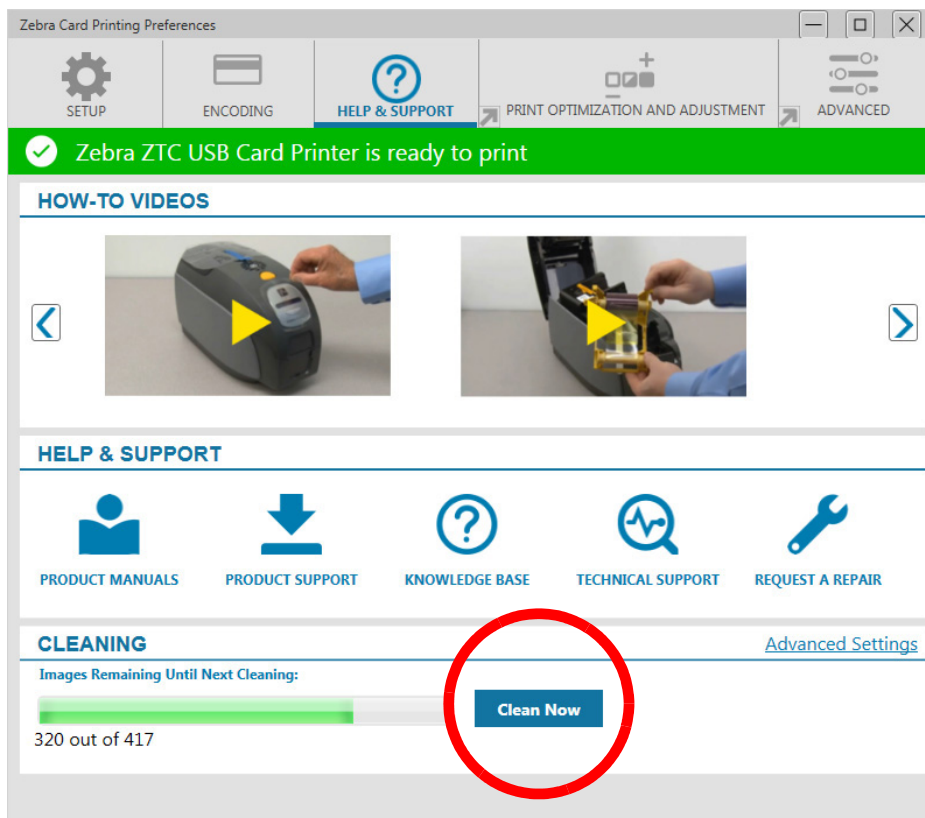 Zebra Card Printing Preferences
SETUP
ENCODING
HELP & SUPPORT
PRINT OPTIMIZATION AND ADJUSTMENT
ADVANCED
Zebra ZTC USB Card Printer is ready to print
HOW-TO VIDEOS
HELP & SUPPORT
PRODUCT MANUALS
PRODUCT SUPPORT
KNOWLEDGE BASE
TECHNICAL SUPPORT
REQUEST A REPAIR
CLEANING
Advanced Settings
Images Remaining Until Next Cleaning:
Clean Now
320 out of 417